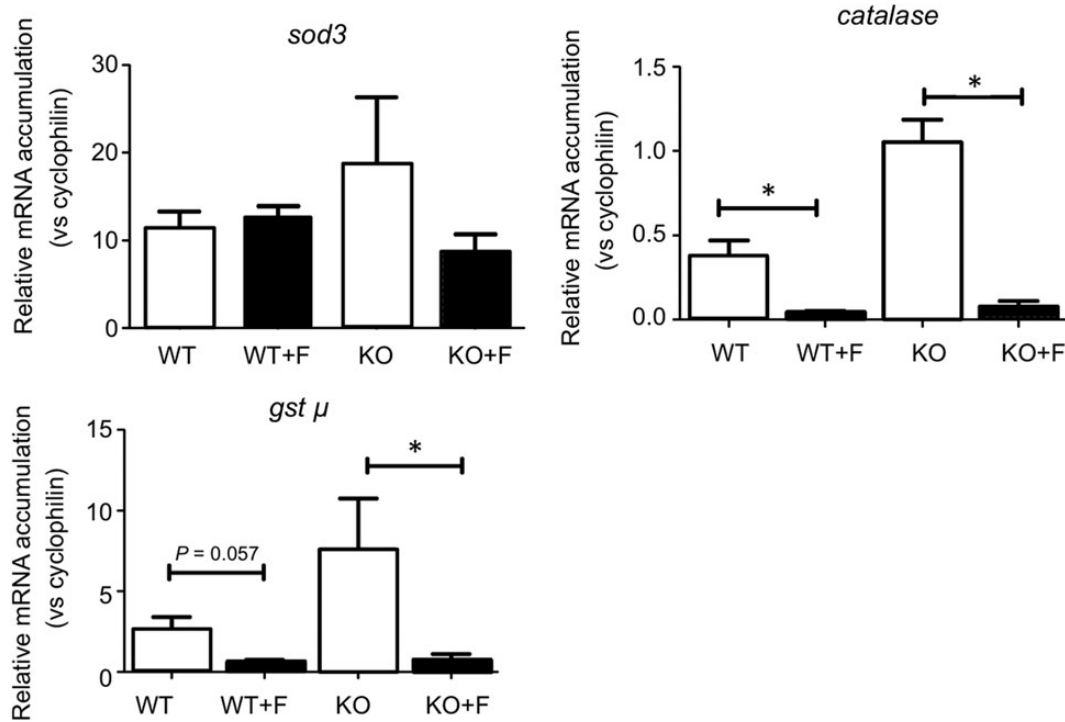 sod3
Relative mRNA accumulation
(vs cyclophilin)
30
20
10
0
WT WT+F KO KO+F
catalase
Relative mRNA accumulation
(vs cyclophilin)
1.5
1.0
0.5
0.0
*
*
WT WT+F KO KO+F
gst μ
Relative mRNA accumulation
(vs cyclophilin)
15
10
5
0
P = 0.057
*
WT WT+F KO KO+F